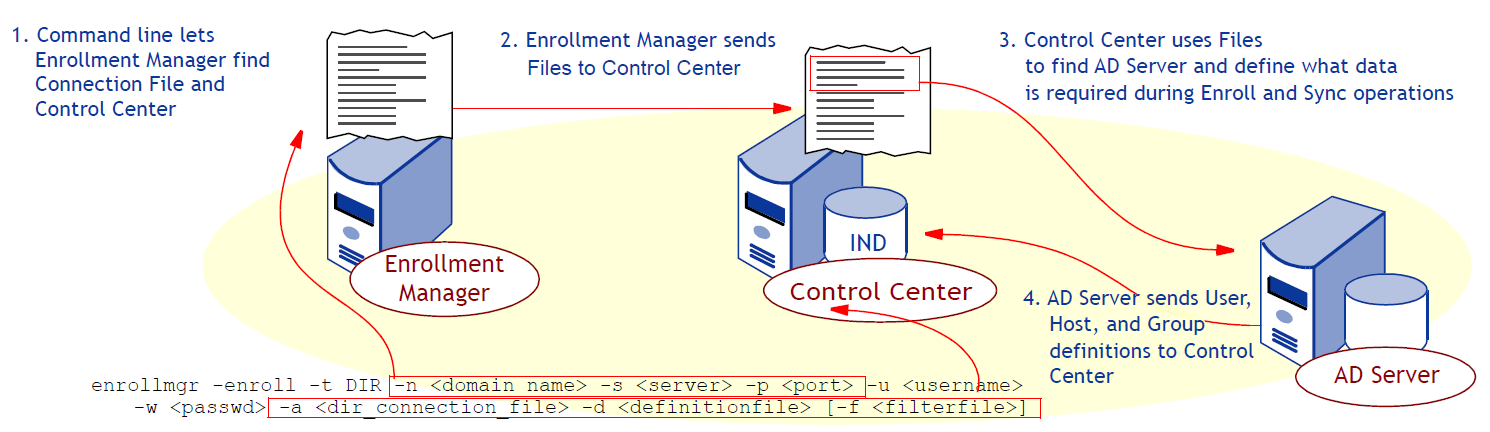 1. Command line lets
Enrollment Manager find
Connection File and
Control Center
2. Enrollment Manager sends
Files to Control Center
3. Control Center uses Files
to find AD Server and define what data
is required during Enroll and Sync operations
Enrollment
Manager
IND
Control Center
4. AD Server sends User,
Host, and Group
definitions to Control
Center
AD Server
enrollmgr -enroll -t DIR -n <domain name> -s <server> -p <port> -u <username>
-w <passwd> -a <dir_connection_file> -d <definitionfile> [-f <filterfile>]